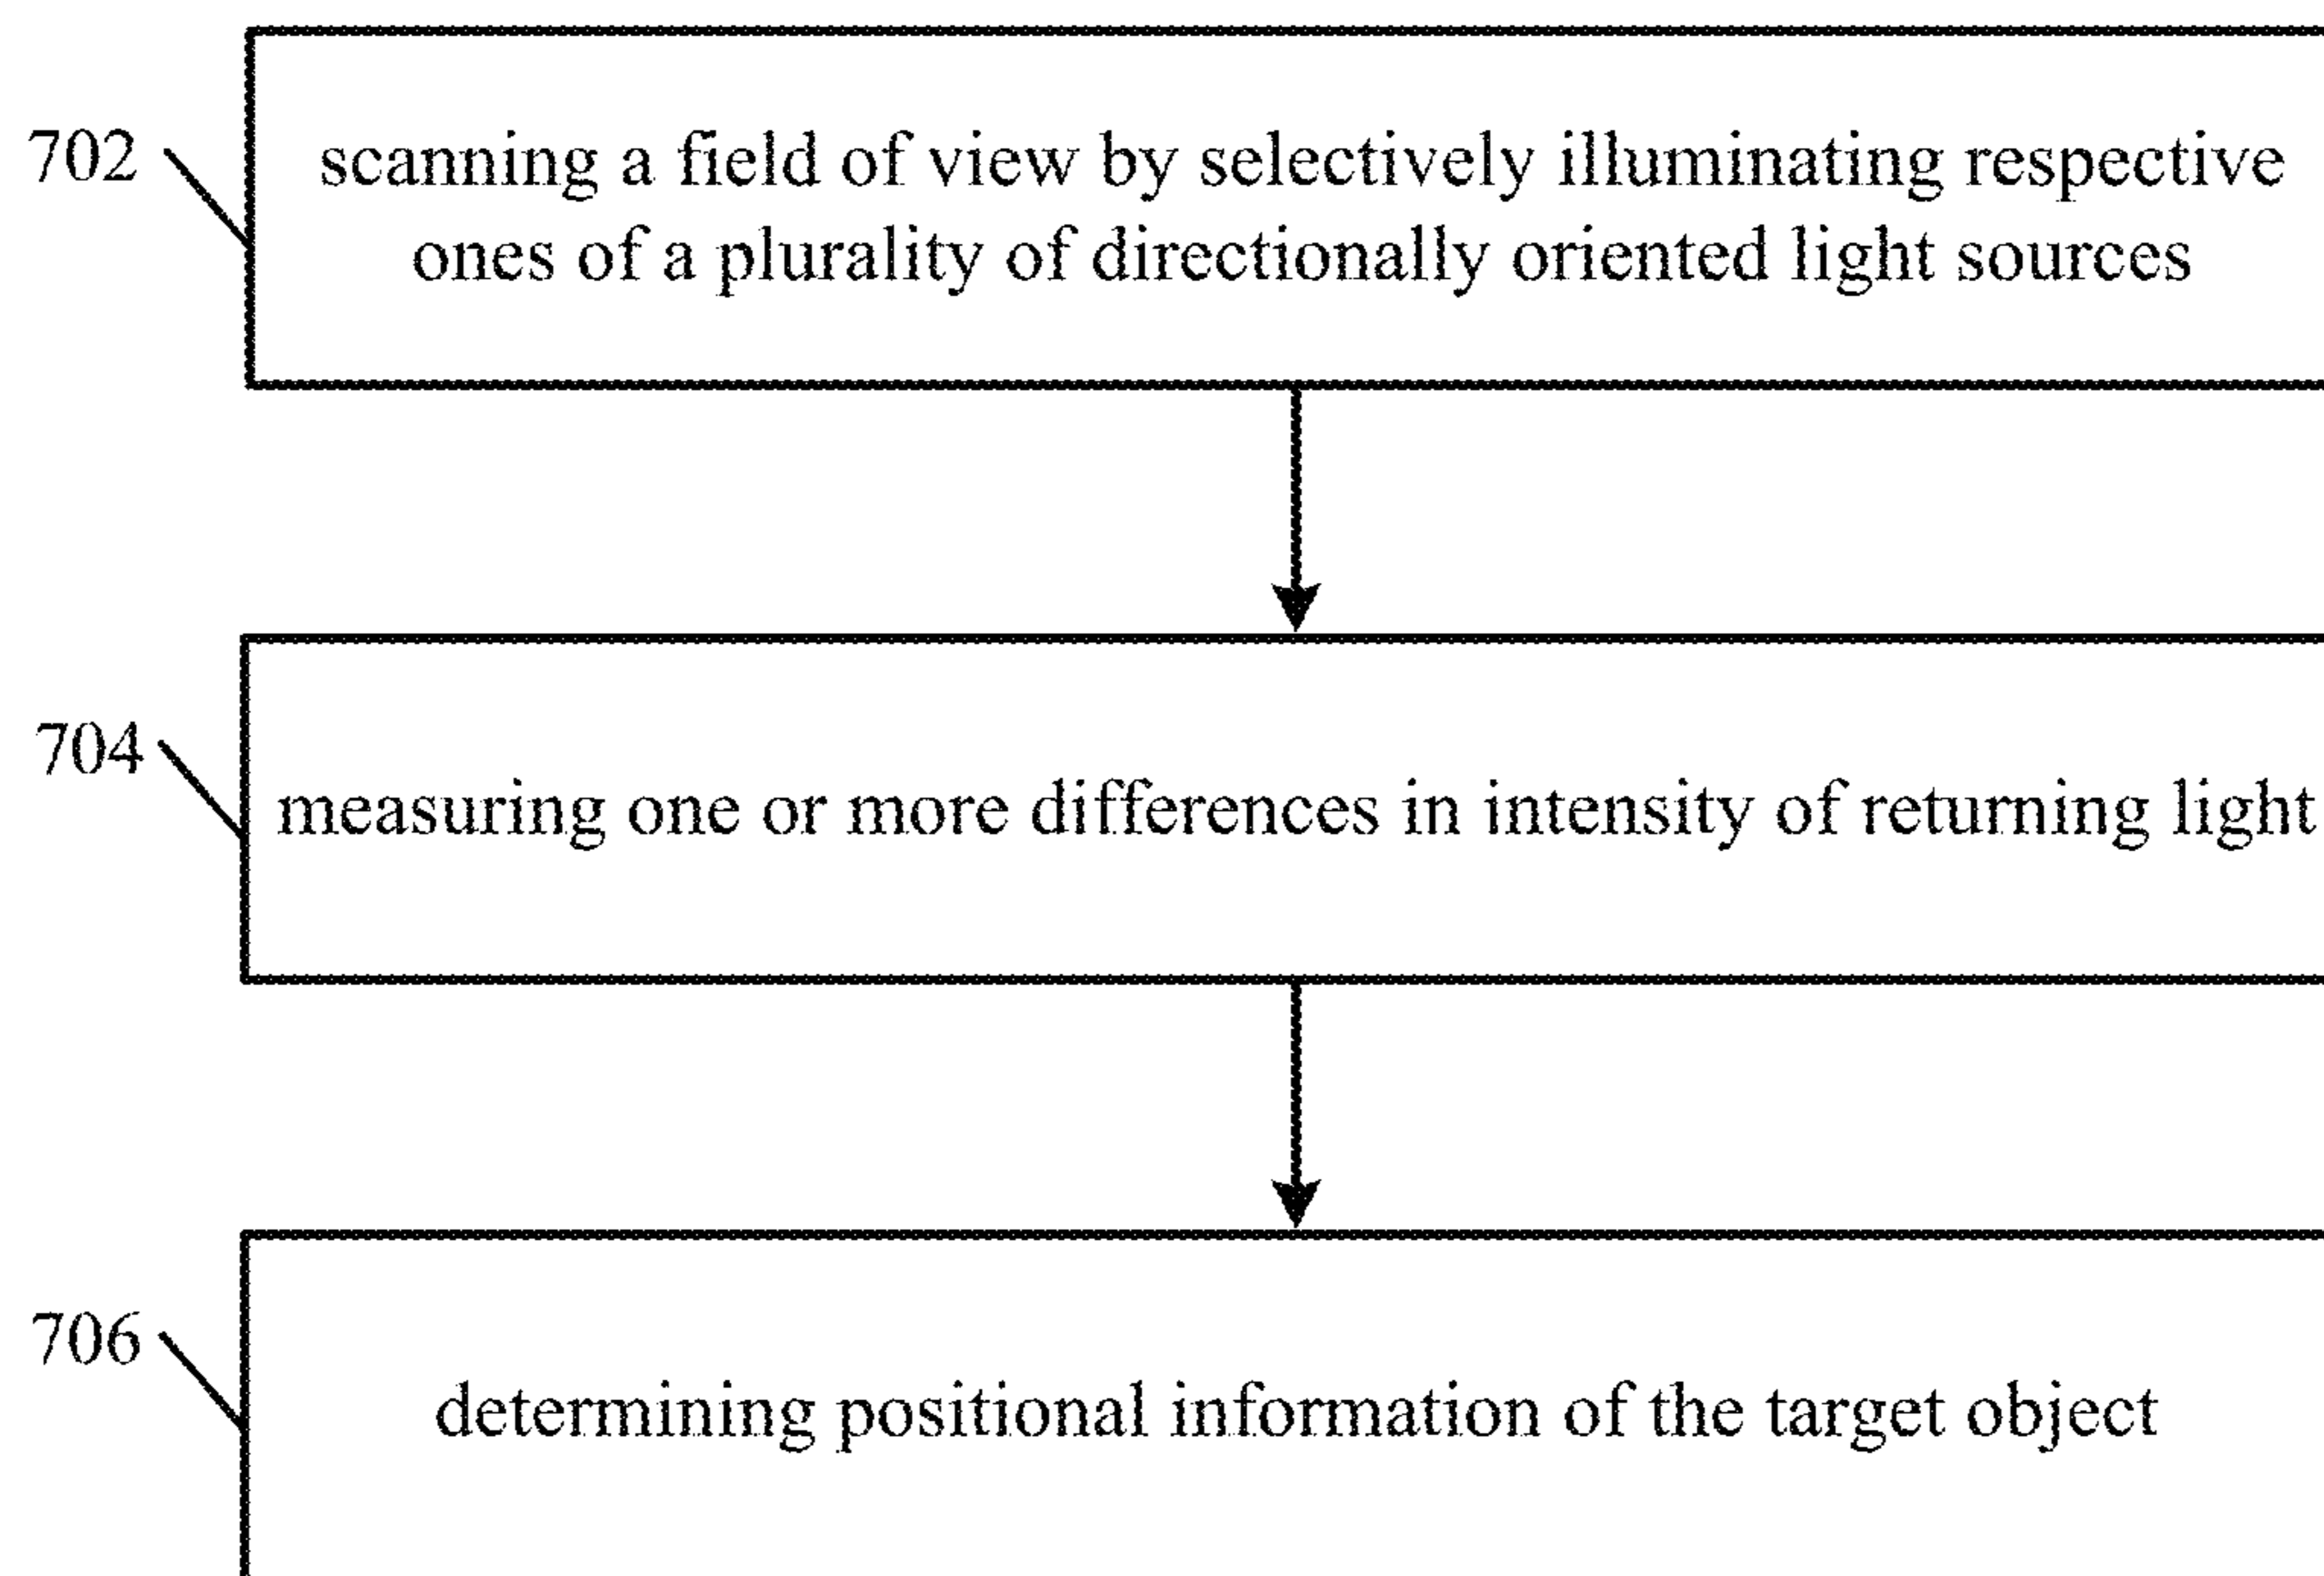 702
scanning a field of view by selectively illuminating respective
ones of a plurality of directionally oriented light sources
704
measuring one or more differences in intensity of returning light
706
determining positional information of the target object